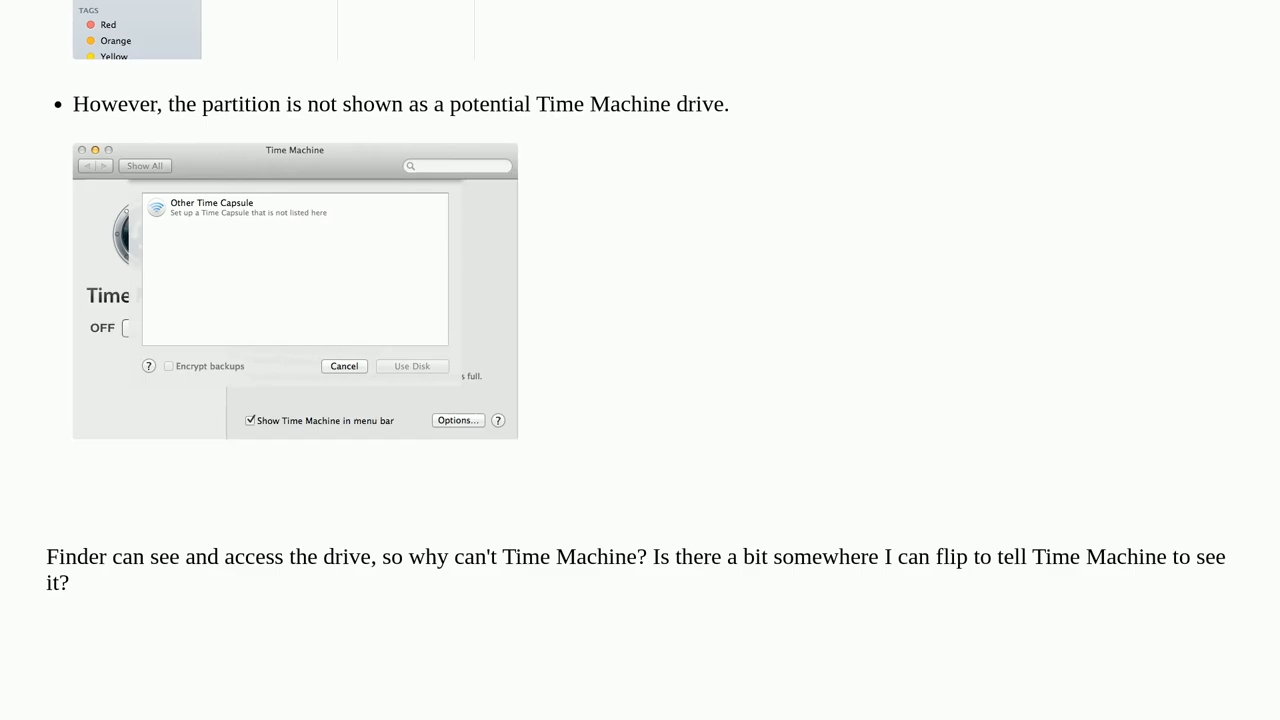 TAGS
Red
Orange
Yellow
• However, the partition is not shown as a potential Time Machine drive.
Time Machine
Show All
Other Time Capsule
Set up a Time Capsule that is not listed here
Time
OFF
? Encrypt backups Cancel Use Disk
s full.
Show Time Machine in menu bar Options... ?
Finder can see and access the drive, so why can't Time Machine? Is there a bit somewhere I can flip to tell Time Machine to see
it?